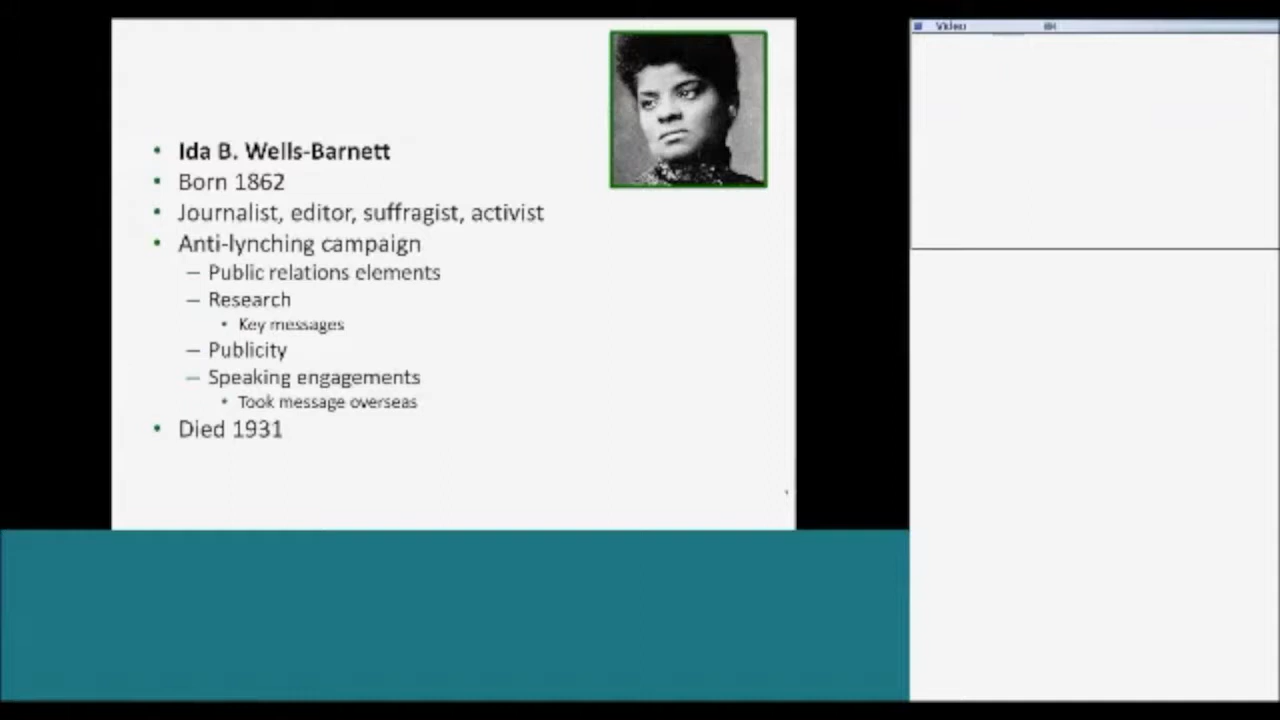 Video
• Ida B. Wells-Barnett
• Born 1862
• Journalist, editor, suffragist, activist
• Anti-lynching campaign
– Public relations elements
– Research
• Key messages
– Publicity
– Speaking engagements
• Took message overseas
• Died 1931